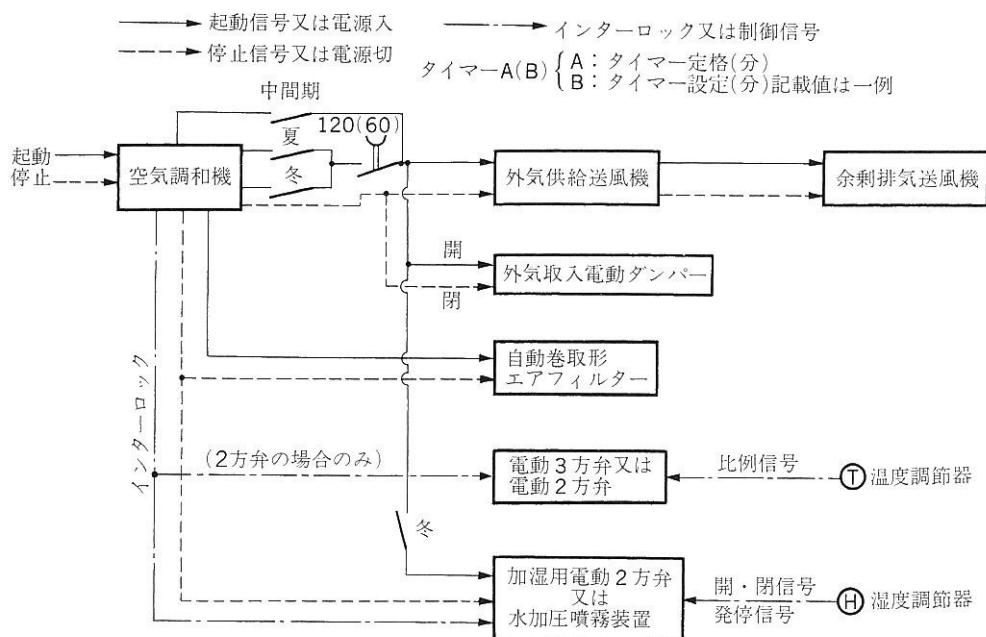 起動信号又は電源入
停止信号又は電源切
インターロック又は制御信号
タイマーA(B) { A：タイマー定格(分)
B：タイマー設定(分)記載値は一例
中間期
夏
120(60)
冬
起動
停止
空気調和機
外気供給送風機
余剰排気送風機
開
外気取入電動ダンパー
閉
自動巻取形
エアフィルター
インターロック
(2方弁の場合のみ)
電動3方弁又は
電動2方弁
比例信号
T 温度調節器
冬
加湿用電動2方弁
又は
水加圧噴霧装置
開・閉信号
発停信号
H 湿度調節器